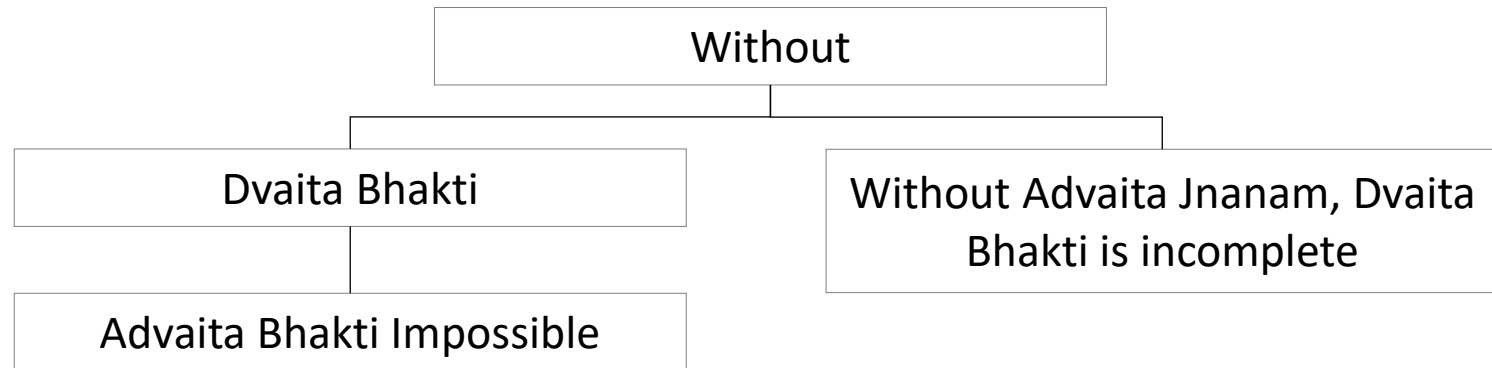 Without
Dvaita Bhakti
Without Advaita Jnanam, Dvaita
Bhakti is incomplete
Advaita Bhakti Impossible